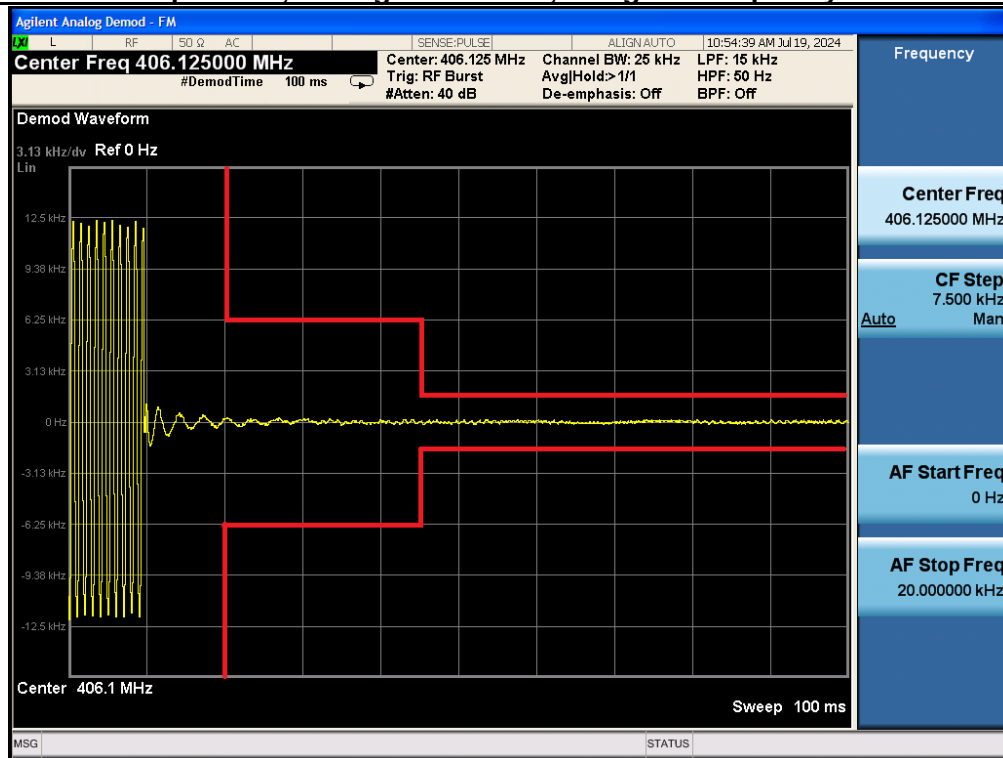 Agilent Analog Demod - FM
LXI L RF 50 Ω AC SENSE:PULSE ALIGN AUTO 10:54:39 AM Jul 19, 2024
Center Freq 406.125000 MHz
#DemodTime 100 ms
Center: 406.125 MHz
Trig: RF Burst
#Atten: 40 dB
Channel BW: 25 kHz
Avg|Hold:> 1/1
De-emphasis: Off
LPF: 15 kHz
HPF: 50 Hz
BPF: Off
Demod Waveform
3.13 kHz/dv Ref 0 Hz
Lin
12.5 kHz
9.38 kHz
6.25 kHz
3.13 kHz
0 Hz
-3.13 kHz
-6.25 kHz
-9.38 kHz
-12.5 kHz
Center 406.1 MHz
Sweep 100 ms
MSG STATUS
Frequency
Center Freq
406.125000 MHz
CF Step
7.500 kHz
Auto Man
AF Start Freq
0 Hz
AF Stop Freq
20.000000 kHz